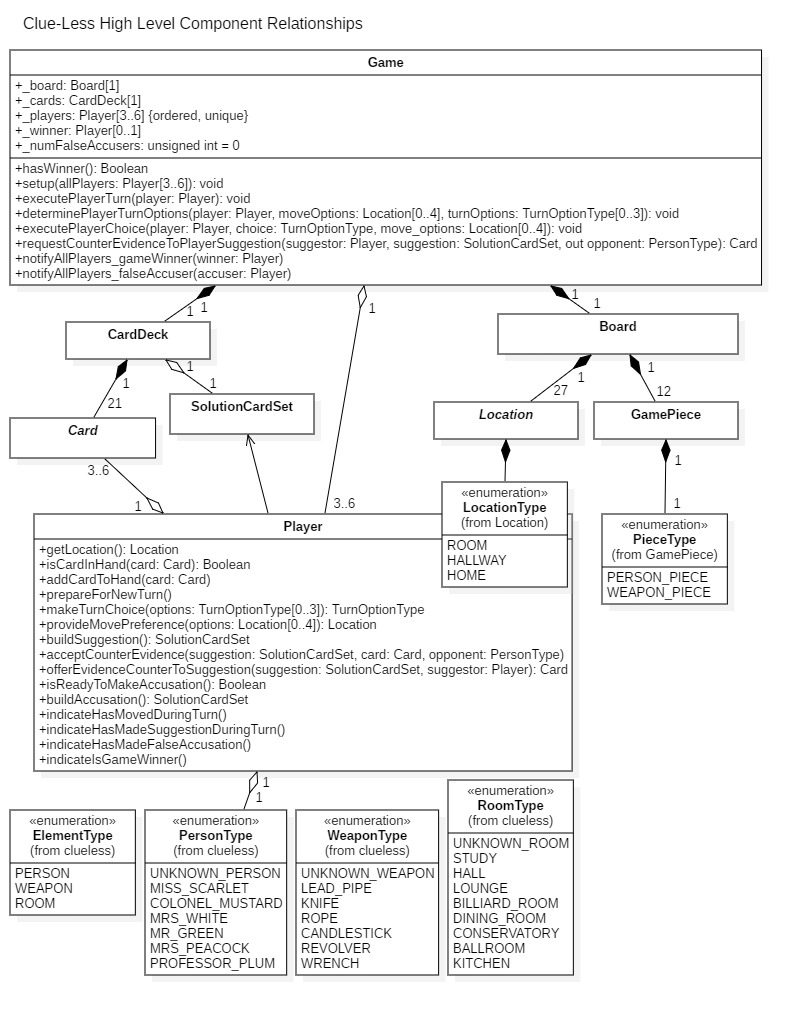 Clue-Less High Level Component Relationships
Game
+_board: Board[1]
+_cards: CardDeck[1]
+_players: Player[3..6] {ordered, unique}
+_winner: Player[0..1]
+_numFalseAccusers: unsigned int = 0
+hasWinner(): Boolean
+setup(allPlayers: Player[3..6]): void
+executePlayerTurn(player: Player): void
+determinePlayerTurnOptions(player: Player, moveOptions: Location[0..4], turnOptions: TurnOptionType[0..3]): void
+executePlayerChoice(player: Player, choice: TurnOptionType, move_options: Location[0..4]): void
+requestCounterEvidenceToPlayerSuggestion(suggestor: Player, suggestion: SolutionCardSet, out opponent: PersonType): Card
+notifyAllPlayers_gameWinner(winner: Player)
+notifyAllPlayers_falseAccuser(accuser: Player)
1
1
1
1
1
CardDeck
Board
1
1
1
1
1
21
27
12
Card
SolutionCardSet
Location
GamePiece
3..6
1
1
1
3..6
Player
+getLocation(): Location
+isCardInHand(card: Card): Boolean
+addCardToHand(card: Card)
+prepareForNewTurn()
+makeTurnChoice(options: TurnOptionType[0..3]): TurnOptionType
+provideMovePreference(options: Location[0..4]): Location
+buildSuggestion(): SolutionCardSet
+acceptCounterEvidence(suggestion: SolutionCardSet, card: Card, opponent: PersonType)
+offerEvidenceCounterToSuggestion(suggestion: SolutionCardSet, suggestor: Player): Card
+isReadyToMakeAccusation(): Boolean
+buildAccusation(): SolutionCardSet
+indicateHasMovedDuringTurn()
+indicateHasMadeSuggestionDuringTurn()
+indicateHasMadeFalseAccusation()
+indicateIsGameWinner()
«enumeration»
LocationType
(from Location)
ROOM
HALLWAY
HOME
«enumeration»
PieceType
(from GamePiece)
PERSON_PIECE
WEAPON_PIECE
1
1
«enumeration»
ElementType
(from clueless)
PERSON
WEAPON
ROOM
«enumeration»
PersonType
(from clueless)
UNKNOWN_PERSON
MISS_SCARLET
COLONEL_MUSTARD
MRS_WHITE
MR_GREEN
MRS_PEACOCK
PROFESSOR_PLUM
«enumeration»
WeaponType
(from clueless)
UNKNOWN_WEAPON
LEAD_PIPE
KNIFE
ROPE
CANDLESTICK
REVOLVER
WRENCH
«enumeration»
RoomType
(from clueless)
UNKNOWN_ROOM
STUDY
HALL
LOUNGE
BILLIARD_ROOM
DINING_ROOM
CONSERVATORY
BALLROOM
KITCHEN